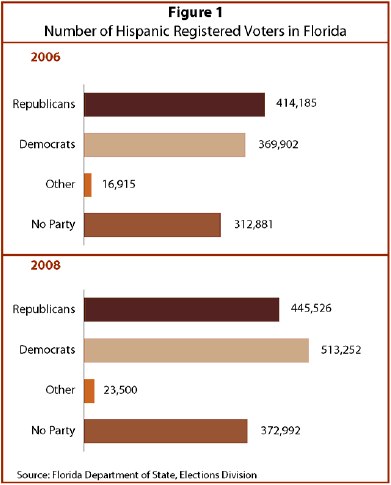 Figure 1
Number of Hispanic Registered Voters in Florida
2006
Republicans 414,185
Democrats 369,902
Other 16,915
No Party 312,881
2008
Republicans 445,526
Democrats 513,252
Other 23,500
No Party 372,992
Source: Florida Department of State, Elections Division